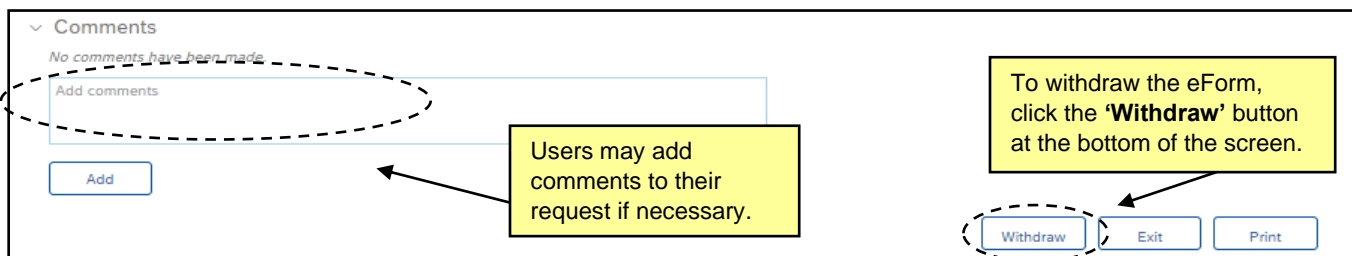 Comments
No comments have been made.
Add comments
Add
Users may add
comments to their
request if necessary.
To withdraw the eForm,
click the ‘Withdraw’ button
at the bottom of the screen.
Withdraw Exit Print